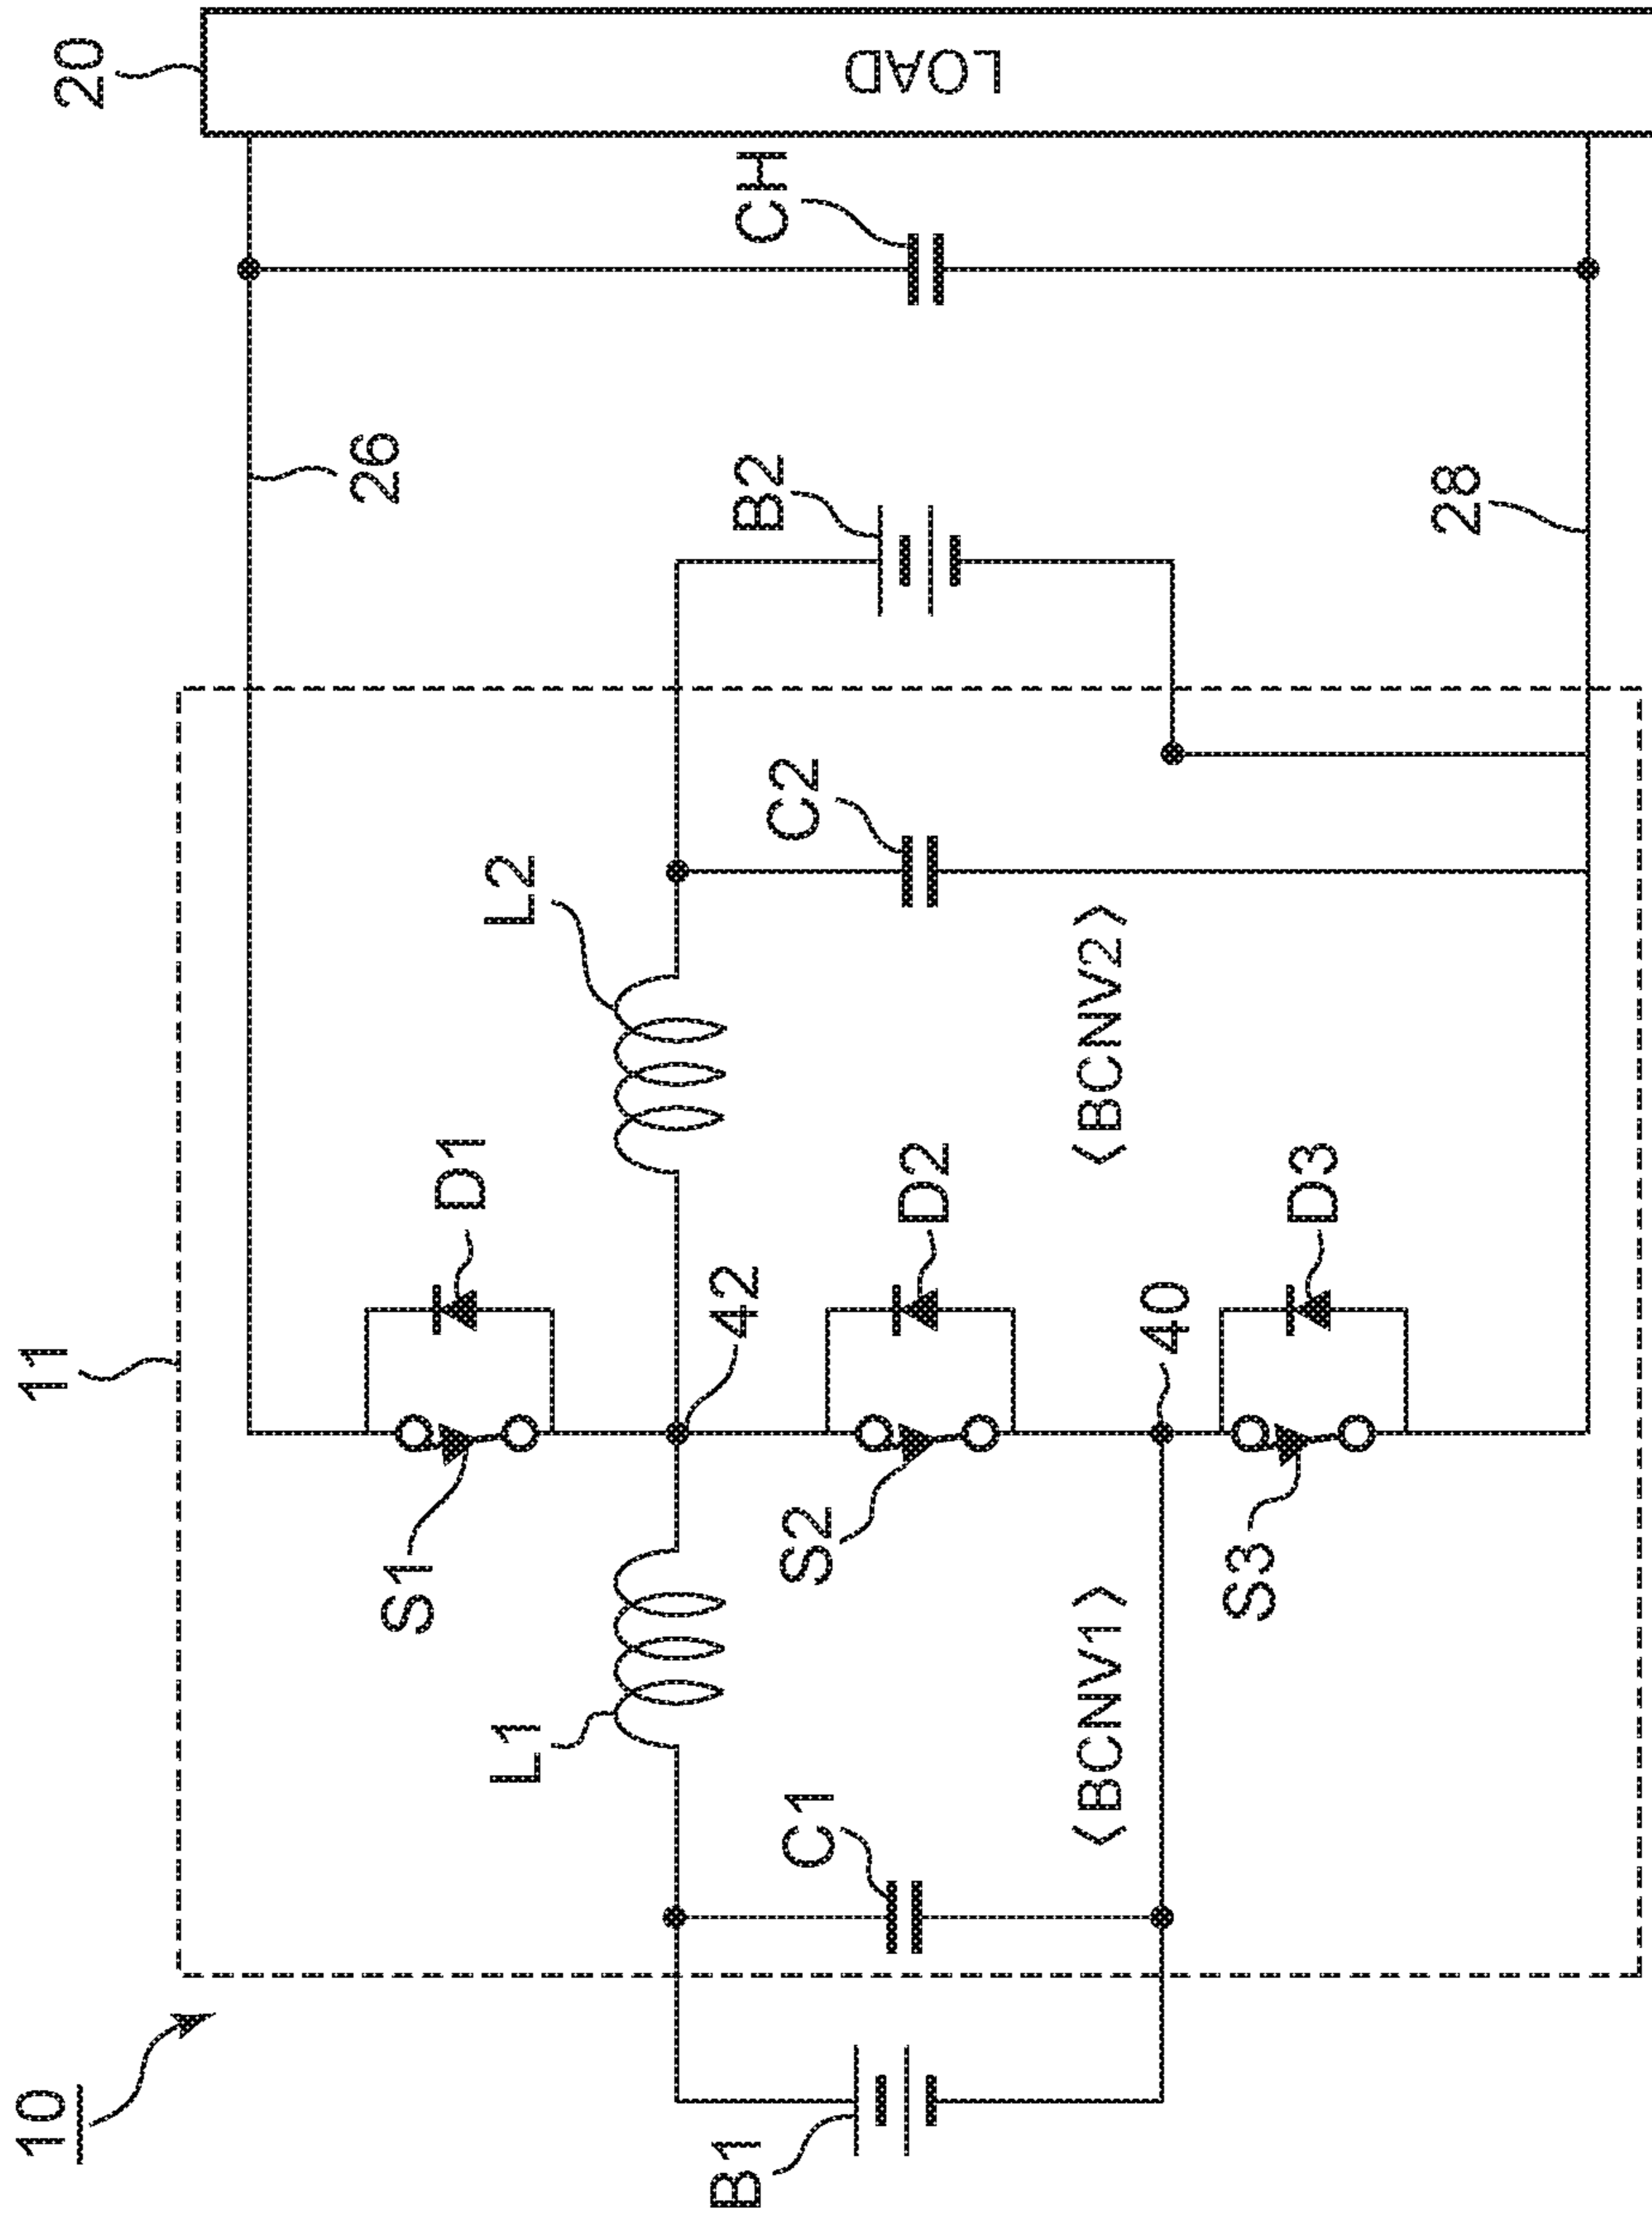 10
11
20
S1
D1
26
L1
L2
42
B1
C1
S2
D2
C2
B2
CH
LOAD
<BCNV1>
<BCNV2>
40
S3
D3
28